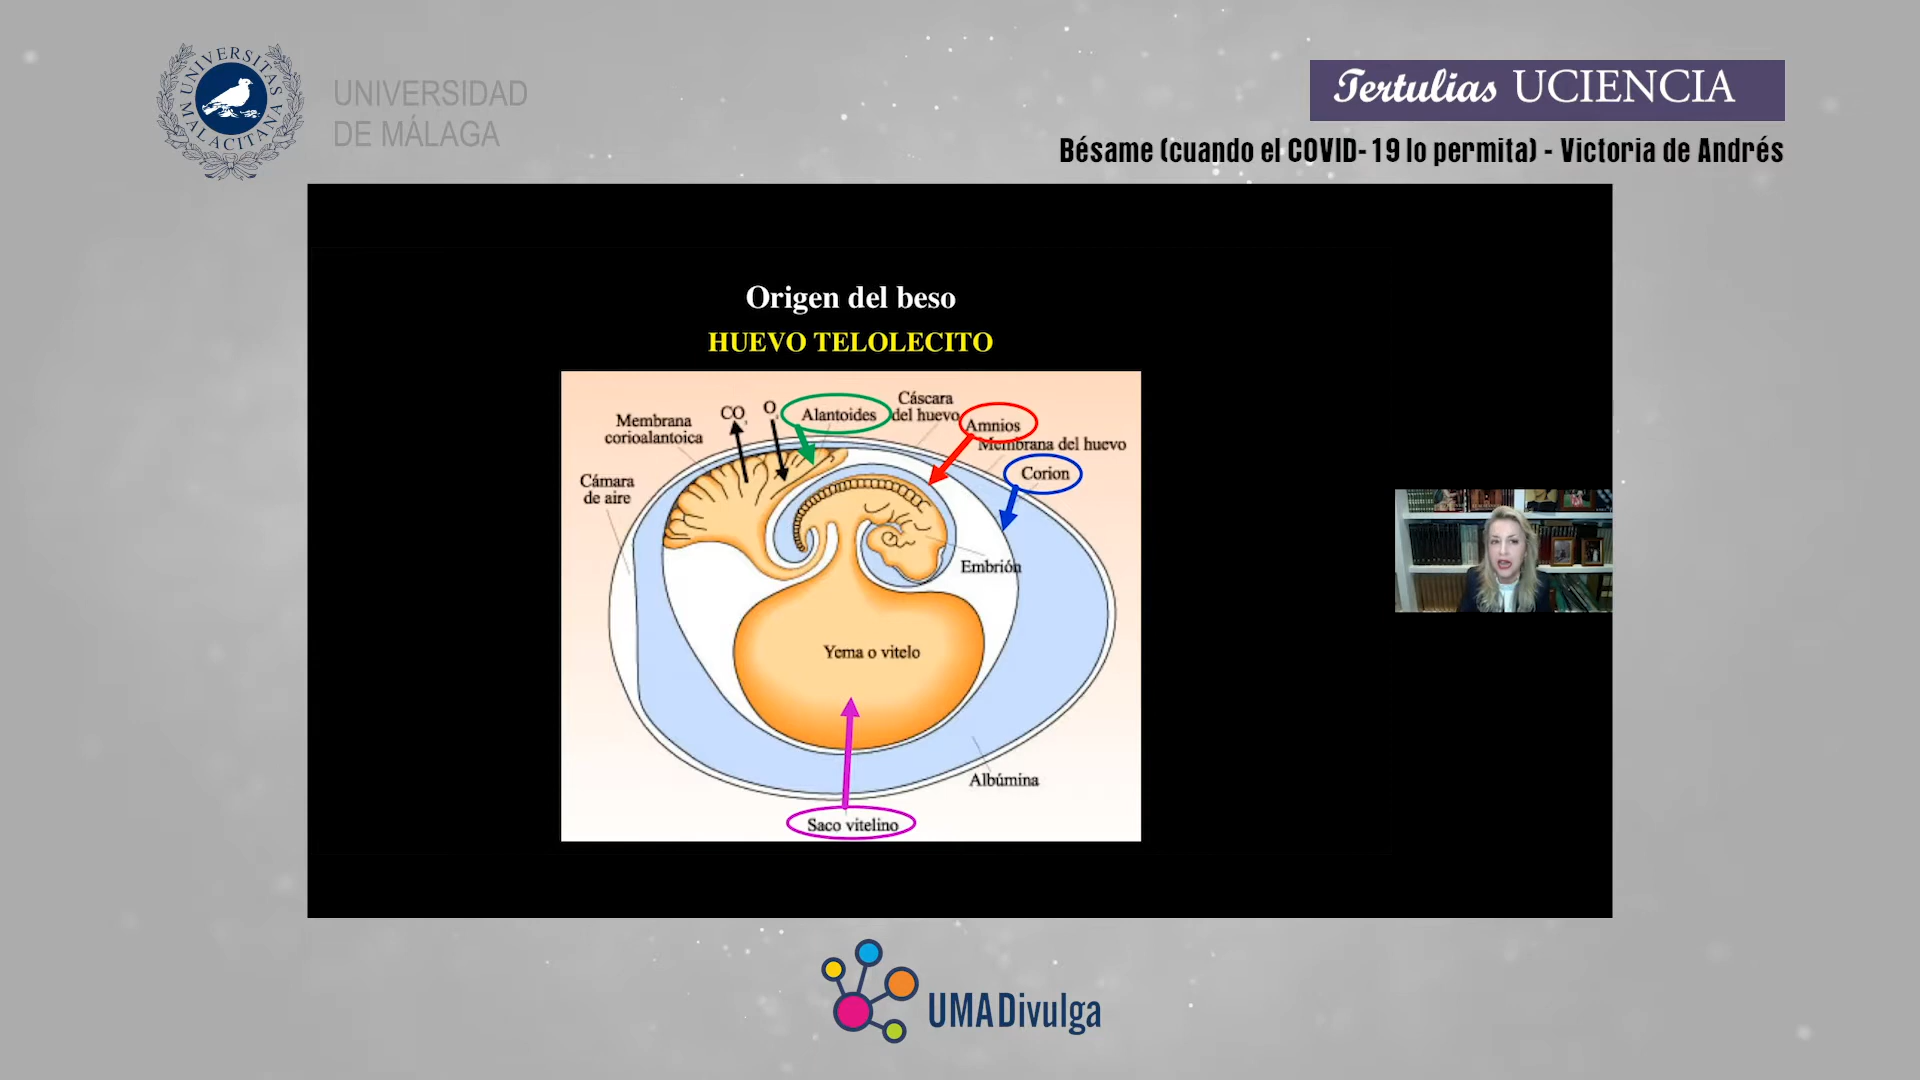 UNIVERSITAS MALACITANA
UNIVERSIDAD
DE MÁLAGA
Tertulias UCIENCIA
Bésame (cuando el COVID-19 lo permita) - Victoria de Andrés
Origen del beso
HUEVO TELOLECITO
Membrana
corioalantoica
CO2
O2
Alantoides
Cáscara
del huevo
Amnios
Membrana del huevo
Corion
Cámara
de aire
Embrión
Yema o vitelo
Albúmina
Saco vitelino
UMADivulga